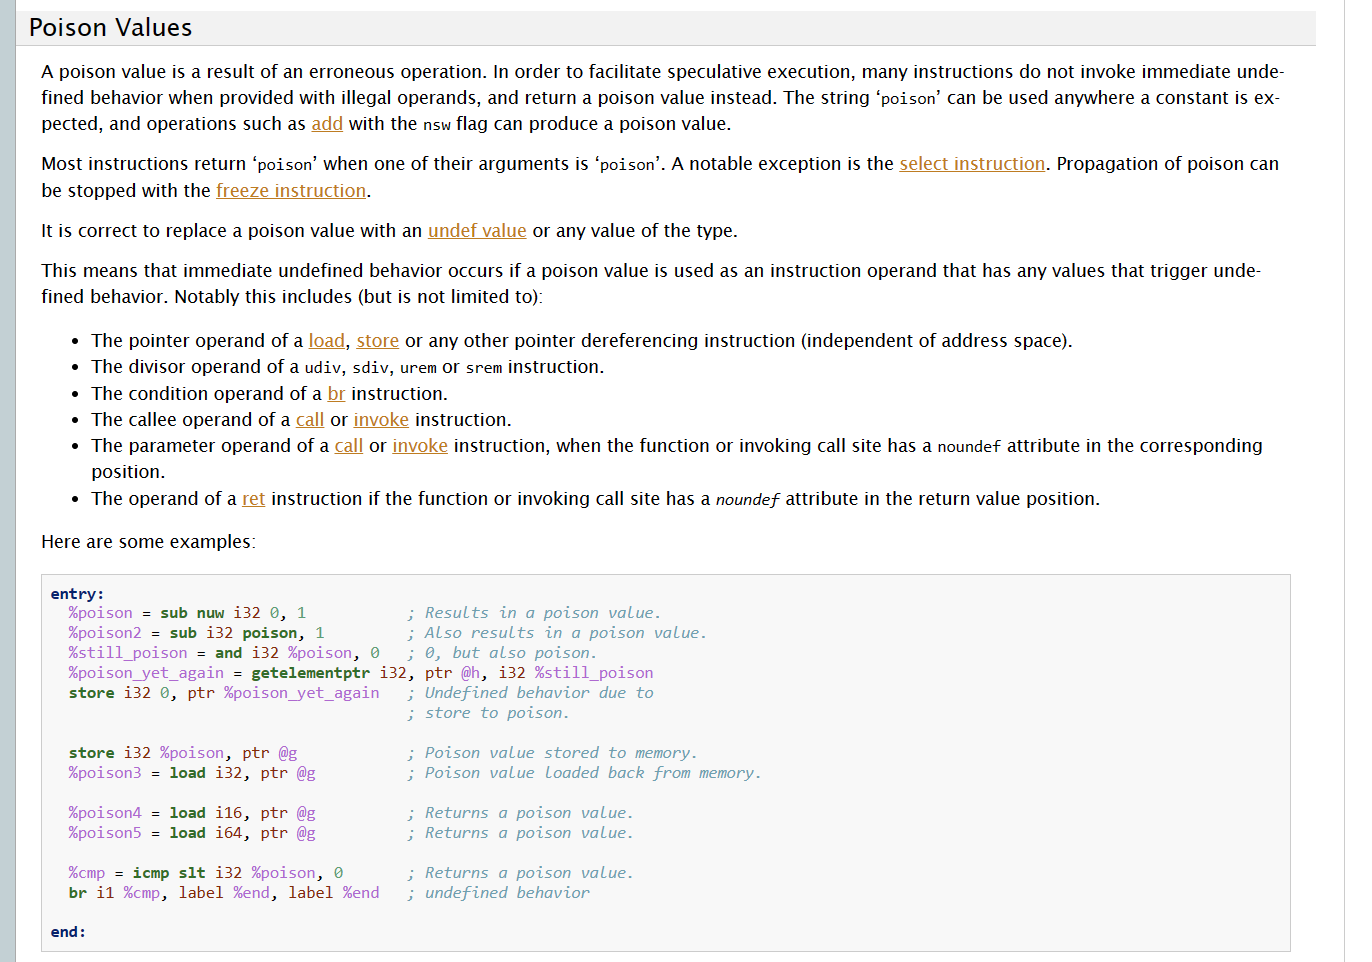 Poison Values
A poison value is a result of an erroneous operation. In order to facilitate speculative execution, many instructions do not invoke immediate unde-
fined behavior when provided with illegal operands, and return a poison value instead. The string ‘poison’ can be used anywhere a constant is ex-
pected, and operations such as add with the nsw flag can produce a poison value.
Most instructions return ‘poison’ when one of their arguments is ‘poison’. A notable exception is the select instruction. Propagation of poison can
be stopped with the freeze instruction.
It is correct to replace a poison value with an undef value or any value of the type.
This means that immediate undefined behavior occurs if a poison value is used as an instruction operand that has any values that trigger unde-
fined behavior. Notably this includes (but is not limited to):
• The pointer operand of a load, store or any other pointer dereferencing instruction (independent of address space).
• The divisor operand of a udiv, sdiv, urem or srem instruction.
• The condition operand of a br instruction.
• The callee operand of a call or invoke instruction.
• The parameter operand of a call or invoke instruction, when the function or invoking call site has a noundef attribute in the corresponding
position.
• The operand of a ret instruction if the function or invoking call site has a noundef attribute in the return value position.
Here are some examples:
entry:
  %poison = sub nuw i32 0, 1           ; Results in a poison value.
  %poison2 = sub i32 poison, 1         ; Also results in a poison value.
  %still_poison = and i32 %poison, 0   ; 0, but also poison.
  %poison_yet_again = getelementptr i32, ptr @h, i32 %still_poison
  store i32 0, ptr %poison_yet_again   ; Undefined behavior due to
                                       ; store to poison.
  store i32 %poison, ptr @g            ; Poison value stored to memory.
  %poison3 = load i32, ptr @g          ; Poison value loaded back from memory.
  %poison4 = load i16, ptr @g          ; Returns a poison value.
  %poison5 = load i64, ptr @g          ; Returns a poison value.
  %cmp = icmp slt i32 %poison, 0       ; Returns a poison value.
  br i1 %cmp, label %end, label %end   ; undefined behavior
end: